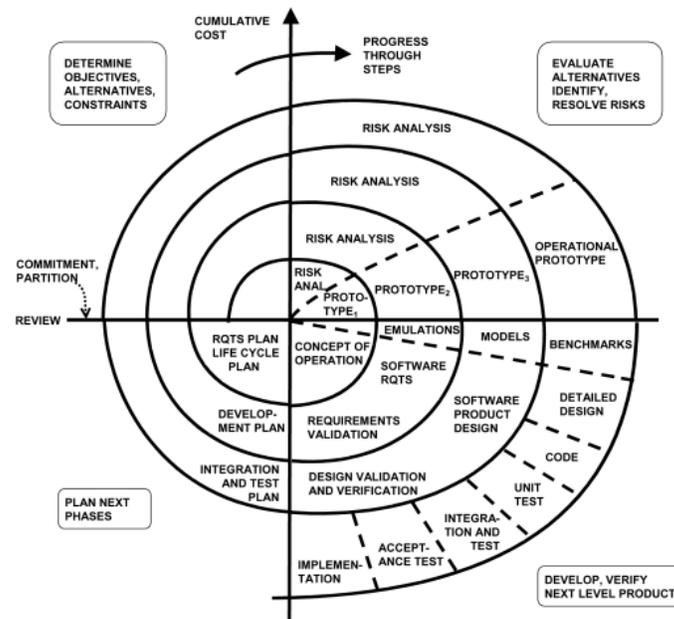 CUMULATIVE
COST
PROGRESS
THROUGH
STEPS
DETERMINE
OBJECTIVES,
ALTERNATIVES,
CONSTRAINTS
EVALUATE
ALTERNATIVES
IDENTIFY,
RESOLVE RISKS
RISK ANALYSIS
RISK ANALYSIS
RISK ANALYSIS
RISK
ANAL.
COMMITMENT,
PARTITION
REVIEW
PROTO-
TYPE1
PROTOTYPE2
PROTOTYPE3
OPERATIONAL
PROTOTYPE
EMULATIONS
MODELS
BENCHMARKS
RQTS PLAN
LIFE CYCLE
PLAN
CONCEPT OF
OPERATION
SOFTWARE
RQTS
SOFTWARE
PRODUCT
DESIGN
DETAILED
DESIGN
DEVELOP-
MENT PLAN
REQUIREMENTS
VALIDATION
CODE
INTEGRATION
AND TEST
PLAN
DESIGN VALIDATION
AND VERIFICATION
UNIT
TEST
INTEGRA-
TION AND
TEST
ACCEPT-
ANCE TEST
IMPLEMEN-
TATION
PLAN NEXT
PHASES
DEVELOP, VERIFY
NEXT LEVEL PRODUCT